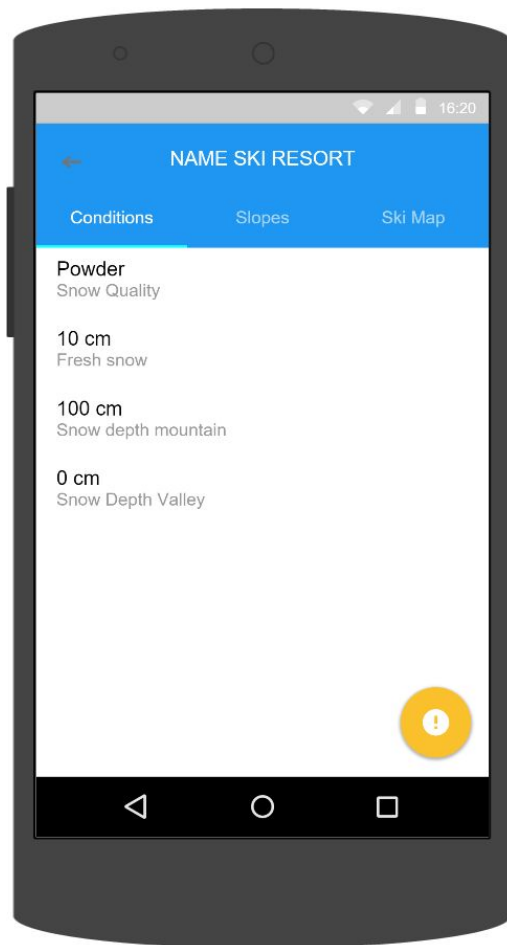 16:20
NAME SKI RESORT
Conditions Slopes Ski Map
Powder
Snow Quality
10 cm
Fresh snow
100 cm
Snow depth mountain
0 cm
Snow Depth Valley